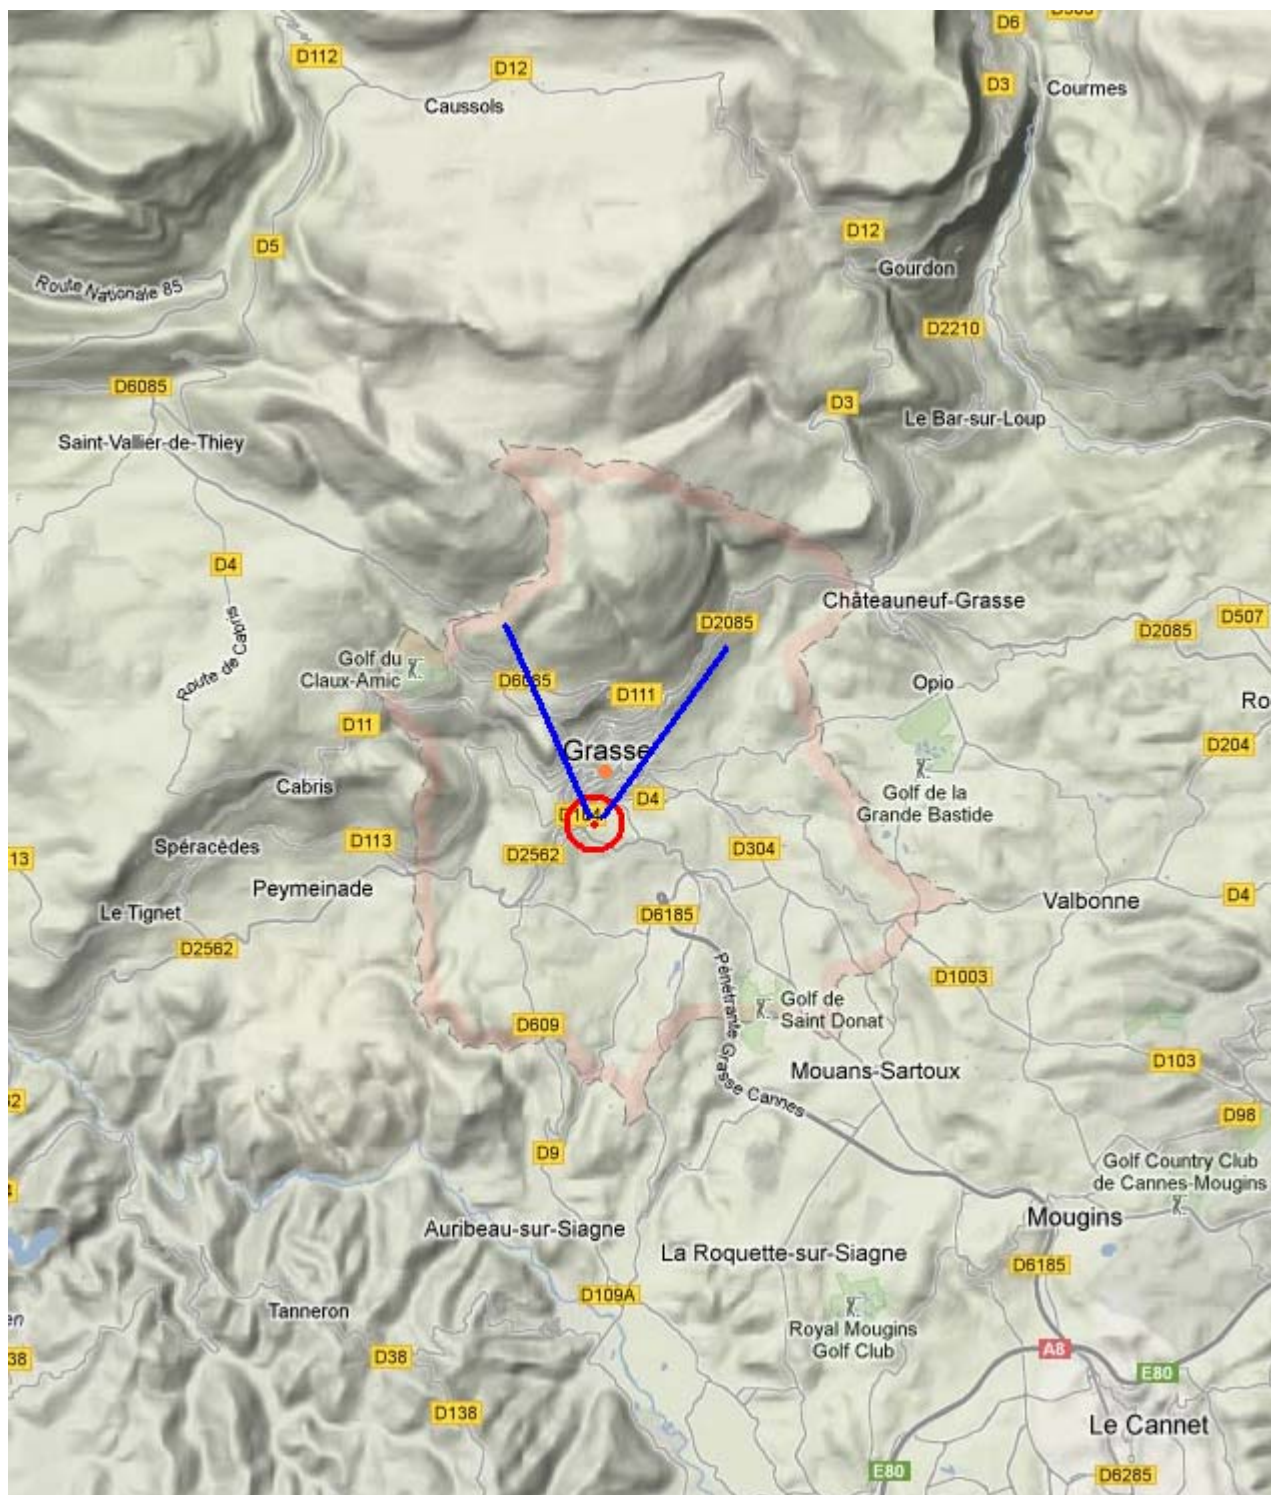 D6
D112
D12
D3
Courmes
Caussols
D12
D5
Gourdon
Route Nationale 85
D2210
D6085
D3
Le Bar-sur-Loup
Saint-Vallier-de-Thiey
D4
Châteauneuf-Grasse
D507
D2085
D2085
Route de Cabris
Golf du
Claux-Amic
D6085
D111
Opio
Ro
D11
Grasse
D204
Cabris
D4
Golf de la
Grande Bastide
D104
Spéracèdes
D113
D2562
D304
13
Peymeinade
Valbonne
D4
Le Tignet
D6185
D2562
D1003
Pénétrante Grasse Cannes
Golf de
Saint Donat
D609
D103
Mouans-Sartoux
D98
D9
Golf Country Club
de Cannes-Mougins
Mougins
Auribeau-sur-Siagne
La Roquette-sur-Siagne
D6185
D109A
Tanneron
Royal Mougins
Golf Club
A8
D38
38
E80
D138
Le Cannet
E80
D6285